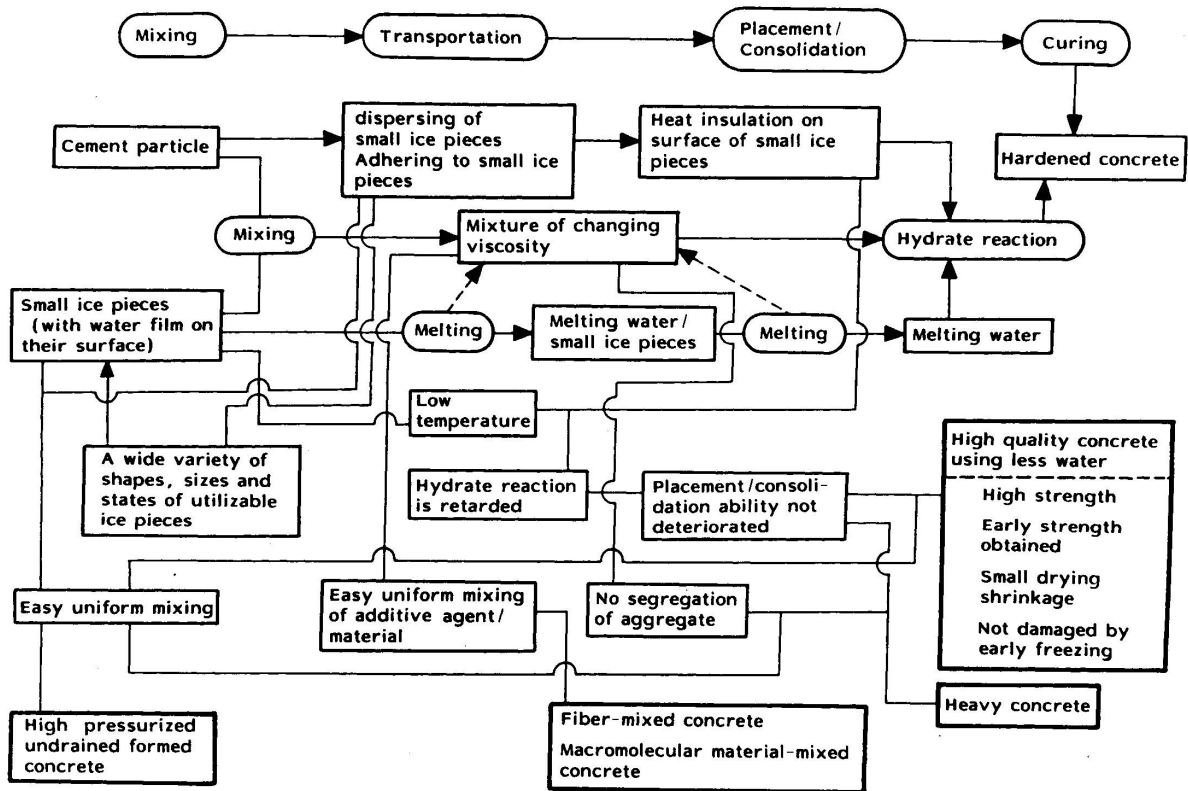 Mixing
Transportation
Placement/
Consolidation
Curing
Cement particle
dispersing of
small ice pieces
Adhering to small ice
pieces
Heat insulation on
surface of small ice
pieces
Hardened concrete
Mixing
Mixture of changing
viscosity
Hydrate reaction
Small ice pieces
(with water film on
their surface)
Melting
Melting water/
small ice pieces
Melting
Melting water
Low
temperature
A wide variety of
shapes, sizes and
states of utilizable
ice pieces
Hydrate reaction
is retarded
Placement/consoli-
dation ability not
deteriorated
High quality concrete
using less water
High strength
Early strength
obtained
Small drying
shrinkage
Not damaged by
early freezing
Easy uniform mixing
Easy uniform mixing
of additive agent/
material
No segregation
of aggregate
Heavy concrete
High pressurized
undrained formed
concrete
Fiber-mixed concrete
Macromolecular material-mixed
concrete